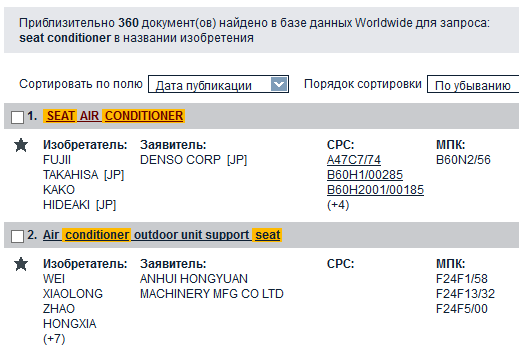 Приблизительно 360 документ(ов) найдено в базе данных Worldwide для запроса:
seat conditioner в названии изобретения
Сортировать по полю Дата публикации Порядок сортировки По убыванию
1. SEAT AIR CONDITIONER
Изобретатель: Заявитель: CPC: МПК:
FUJII DENSO CORP [JP] A47C7/74 B60N2/56
TAKAHISA [JP] B60H1/00285
KAKO B60H2001/00185
HIDEAKI [JP] (+4)
2. Air conditioner outdoor unit support seat
Изобретатель: Заявитель: CPC: МПК:
WEI ANHUI HONGYUAN F24F1/58
XIAOLONG MACHINERY MFG CO LTD F24F13/32
ZHAO F24F5/00
HONGXIA
(+7)